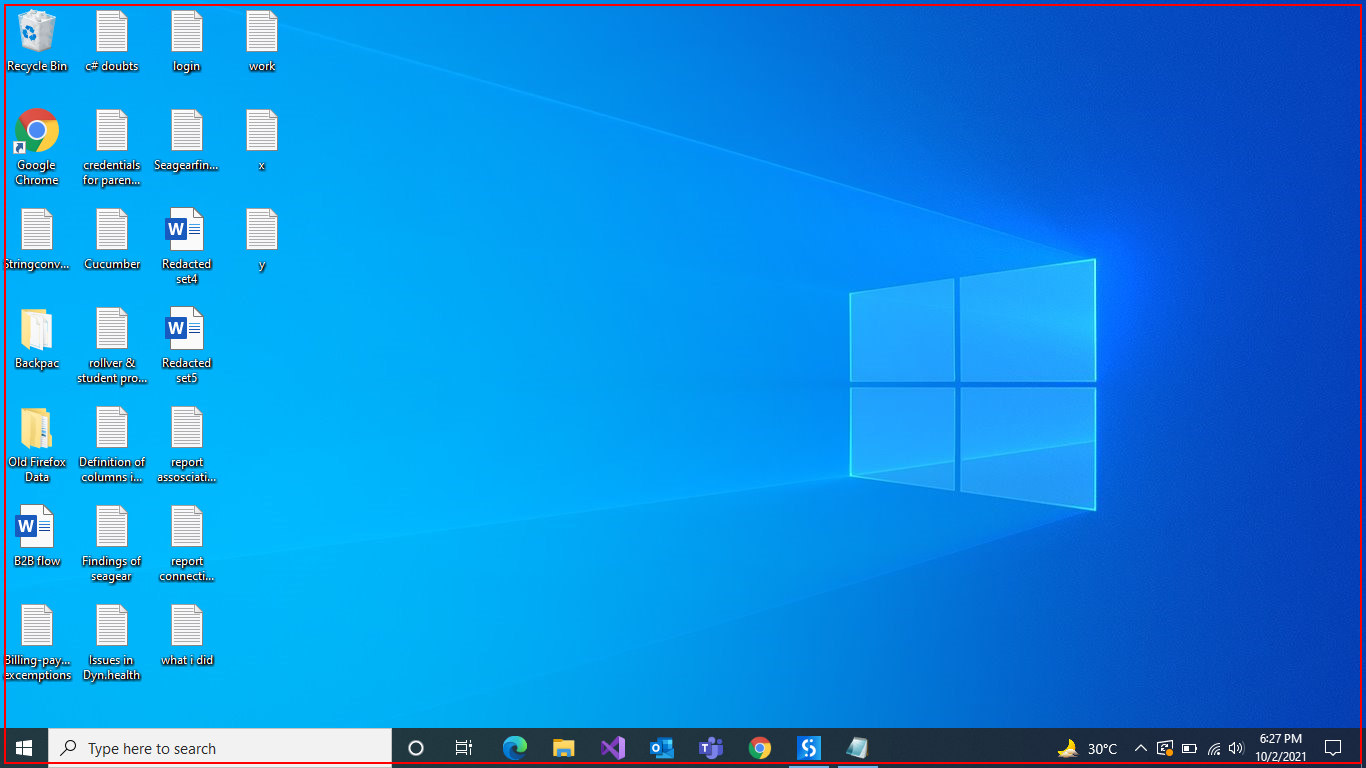 Recycle Bin
c# doubts
login
work
Google
Chrome
credentials
for paren...
Seagearfin...
x
Stringconv...
Cucumber
Redacted
set4
y
Backpac
rollver &
student pro...
Redacted
set5
Old Firefox
Data
Definition of
columns i...
report
assosciati...
B2B flow
Findings of
seagear
report
connecti...
Billing-pay...
excemptions
Issues in
Dyn.health
what i did
Type here to search
30°C
6:27 PM
10/2/2021